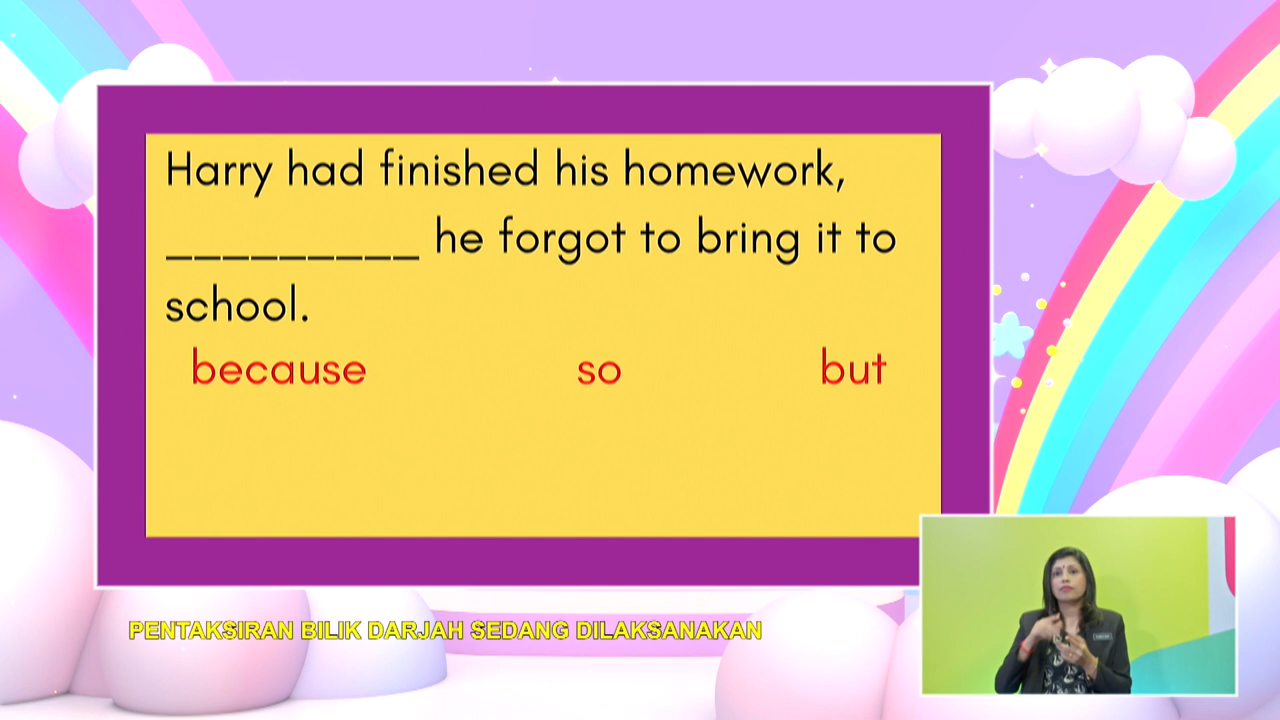 Harry had finished his homework,
_________ he forgot to bring it to
school.
because so but
PENTAKSIRAN BILIK DARJAH SEDANG DILAKSANAKAN